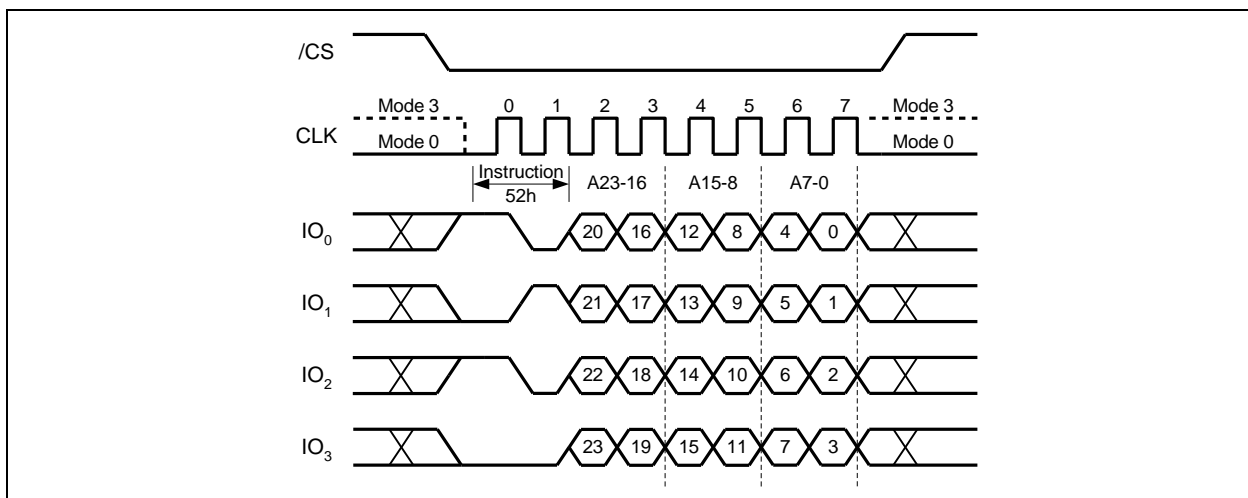 /CS
Mode 3 0 1 2 3 4 5 6 7 Mode 3
CLK
Mode 0 Mode 0
Instruction
52h
A23-16 A15-8 A7-0
IO0 20 16 12 8 4 0
IO1 21 17 13 9 5 1
IO2 22 18 14 10 6 2
IO3 23 19 15 11 7 3